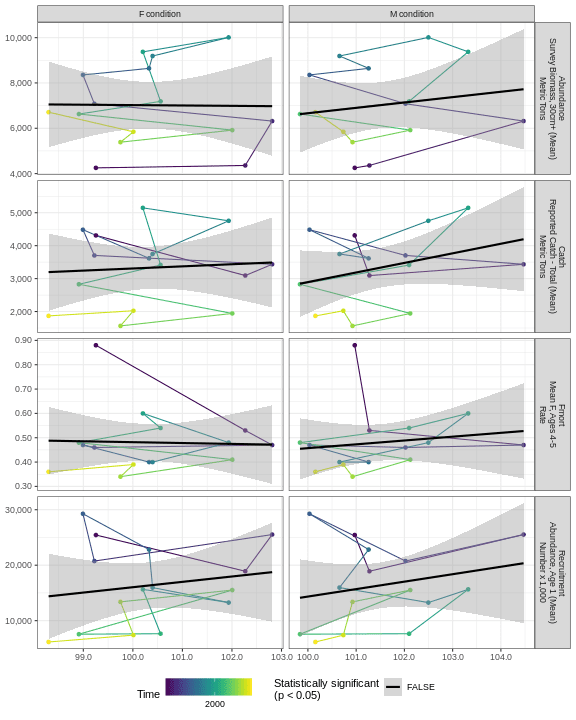 F condition
M condition
10,000
8,000
6,000
4,000
Abundance
Survey Biomass, 30cm+ (Mean)
Metric Tons
5,000
4,000
3,000
2,000
Catch
Reported Catch - Total (Mean)
Metric Tons
0.90
0.80
0.70
0.60
0.50
0.40
0.30
Fmort
Mean F, Ages 4-5
Rate
30,000
20,000
10,000
Recruitment
Abundance, Age 1 (Mean)
Number x 1,000
99.0 100.0 101.0 102.0 103.0
100.0 101.0 102.0 103.0 104.0
Time
2000
Statistically significant
(p < 0.05)
FALSE